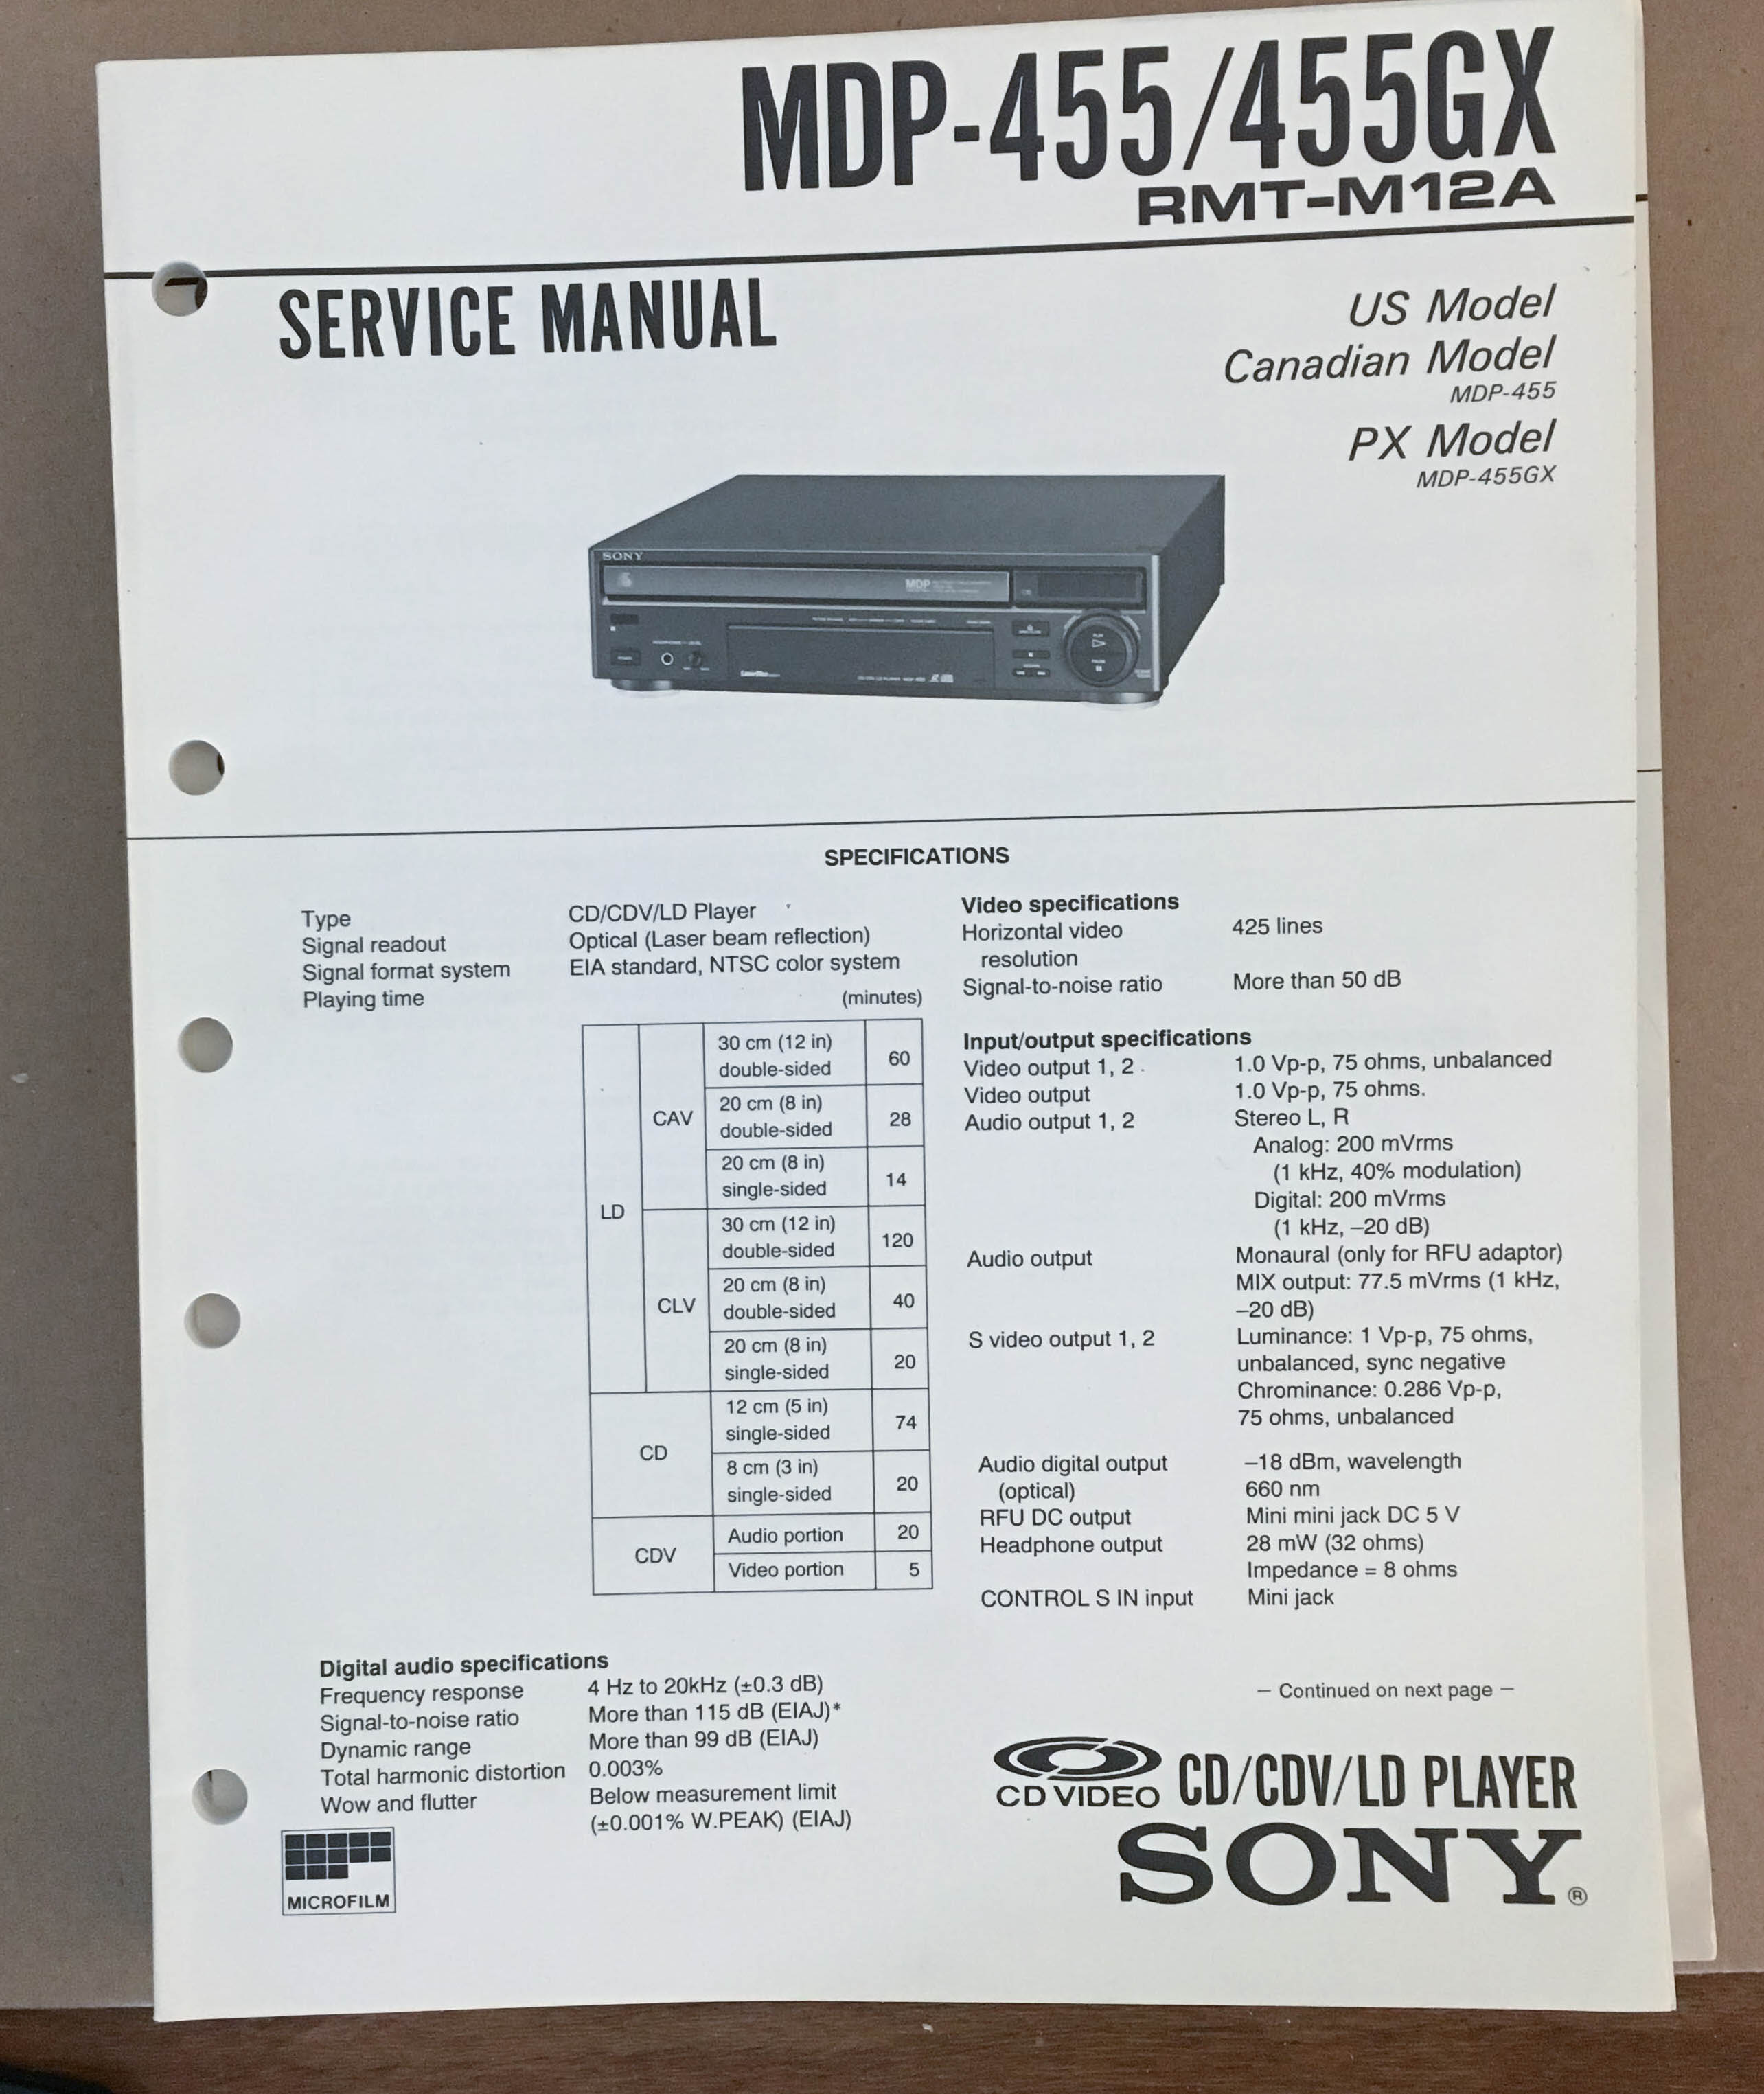 MDP-455/455GX
RMT-M12A
SERVICE MANUAL
US Model
Canadian Model
MDP-455
PX Model
MDP-455GX
SONY
MDP
LaserDisc
SPECIFICATIONS
Type CD/CDV/LD Player
Signal readout Optical (Laser beam reflection)
Signal format system EIA standard, NTSC color system
Playing time (minutes)
LD
CAV
30 cm (12 in)
double-sided 60
20 cm (8 in)
double-sided 28
20 cm (8 in)
single-sided 14
CLV
30 cm (12 in)
double-sided 120
20 cm (8 in)
double-sided 40
20 cm (8 in)
single-sided 20
CD
12 cm (5 in)
single-sided 74
8 cm (3 in)
single-sided 20
CDV
Audio portion 20
Video portion 5
Digital audio specifications
Frequency response 4 Hz to 20kHz (±0.3 dB)
Signal-to-noise ratio More than 115 dB (EIAJ)*
Dynamic range More than 99 dB (EIAJ)
Total harmonic distortion 0.003%
Wow and flutter Below measurement limit
(±0.001% W.PEAK) (EIAJ)
MICROFILM
Video specifications
Horizontal video 425 lines
resolution
Signal-to-noise ratio More than 50 dB
Input/output specifications
Video output 1, 2 1.0 Vp-p, 75 ohms, unbalanced
Video output 1.0 Vp-p, 75 ohms.
Audio output 1, 2 Stereo L, R
Analog: 200 mVrms
(1 kHz, 40% modulation)
Digital: 200 mVrms
(1 kHz, –20 dB)
Audio output Monaural (only for RFU adaptor)
MIX output: 77.5 mVrms (1 kHz,
–20 dB)
S video output 1, 2 Luminance: 1 Vp-p, 75 ohms,
unbalanced, sync negative
Chrominance: 0.286 Vp-p,
75 ohms, unbalanced
Audio digital output –18 dBm, wavelength
(optical) 660 nm
RFU DC output Mini mini jack DC 5 V
Headphone output 28 mW (32 ohms)
Impedance = 8 ohms
CONTROL S IN input Mini jack
— Continued on next page —
CD VIDEO CD/CDV/LD PLAYER
SONY®